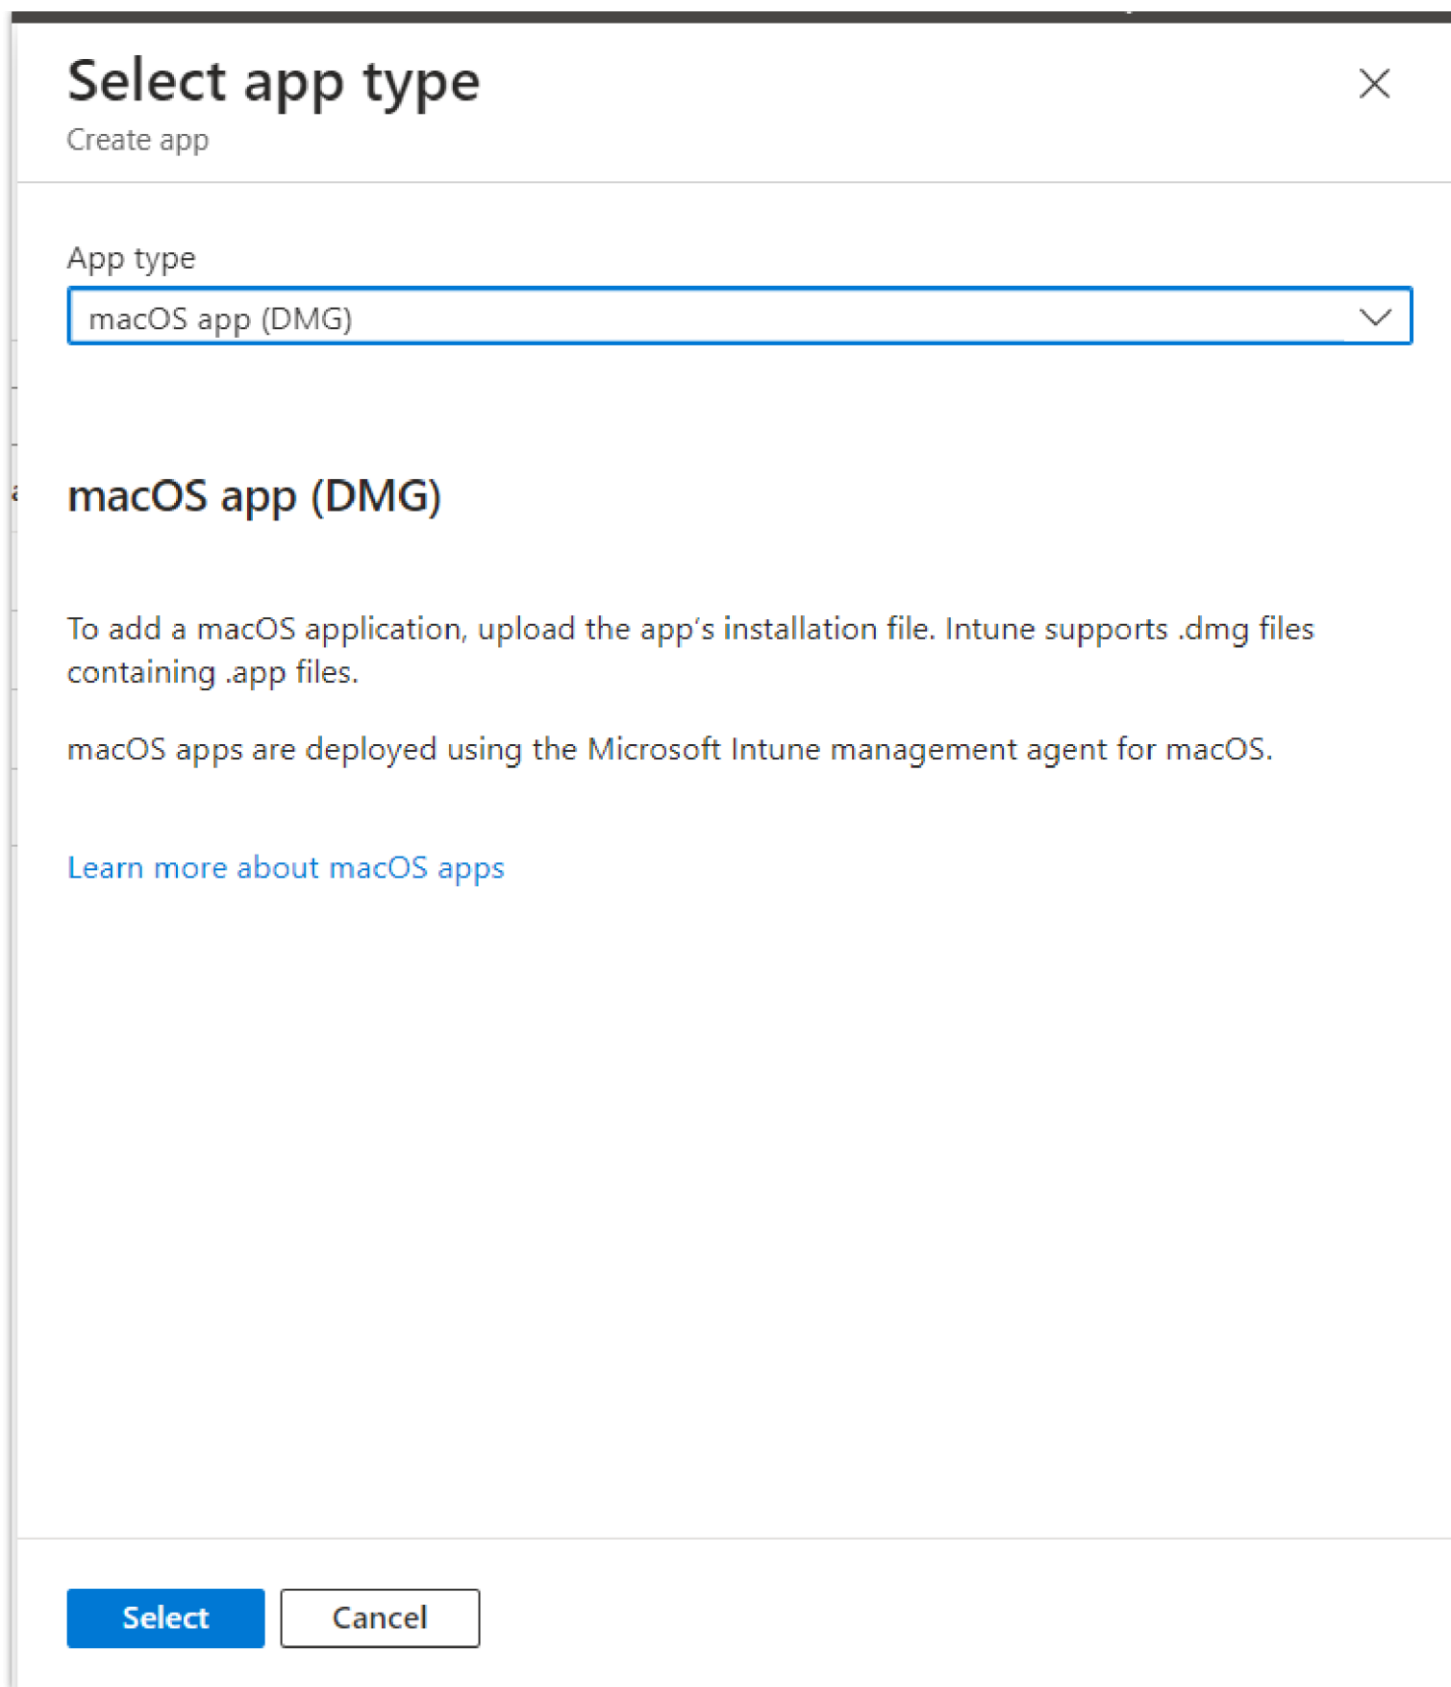 Select app type
Create app
App type
macOS app (DMG)
macOS app (DMG)
To add a macOS application, upload the app's installation file. Intune supports .dmg files
containing .app files.
macOS apps are deployed using the Microsoft Intune management agent for macOS.
Learn more about macOS apps
Select
Cancel